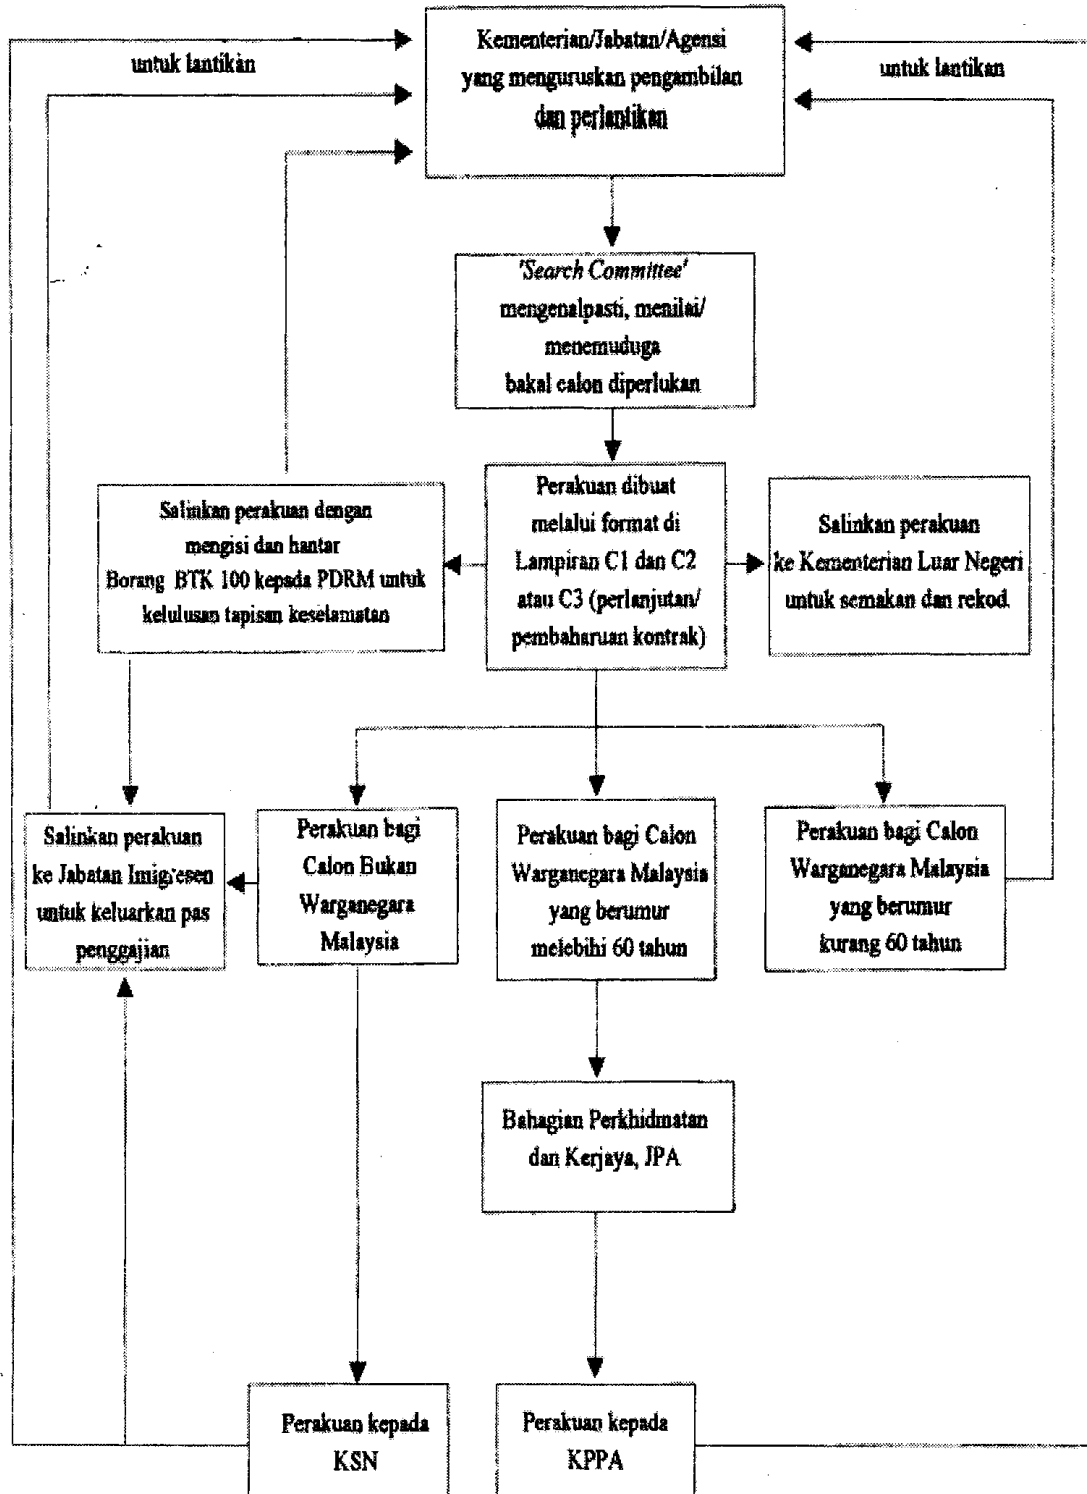 untuk lantikan
Kementerian/Jabatan/Agensi
yang menguruskan pengambilan
dan perlantikan
untuk lantikan
'Search Committee'
mengenalpasti, menilai/
menemuduga
bakal calon diperlukan
Salinkan perakuan dengan
mengisi dan hantar
Borang BTK 100 kepada PDRM untuk
kelulusan tapisan keselamatan
Perakuan dibuat
melalui format di
Lampiran C1 dan C2
atau C3 (perlanjutan/
pembaharuan kontrak)
Salinkan perakuan
ke Kementerian Luar Negeri
untuk semakan dan rekod.
Salinkan perakuan
ke Jabatan Imigresen
untuk keluarkan pas
penggajian
Perakuan bagi
Calon Bukan
Warganegara
Malaysia
Perakuan bagi Calon
Warganegara Malaysia
yang berumur
melebihi 60 tahun
Perakuan bagi Calon
Warganegara Malaysia
yang berumur
kurang 60 tahun
Bahagian Perkhidmatan
dan Kerjaya, JPA
Perakuan kepada
KSN
Perakuan kepada
KPPA